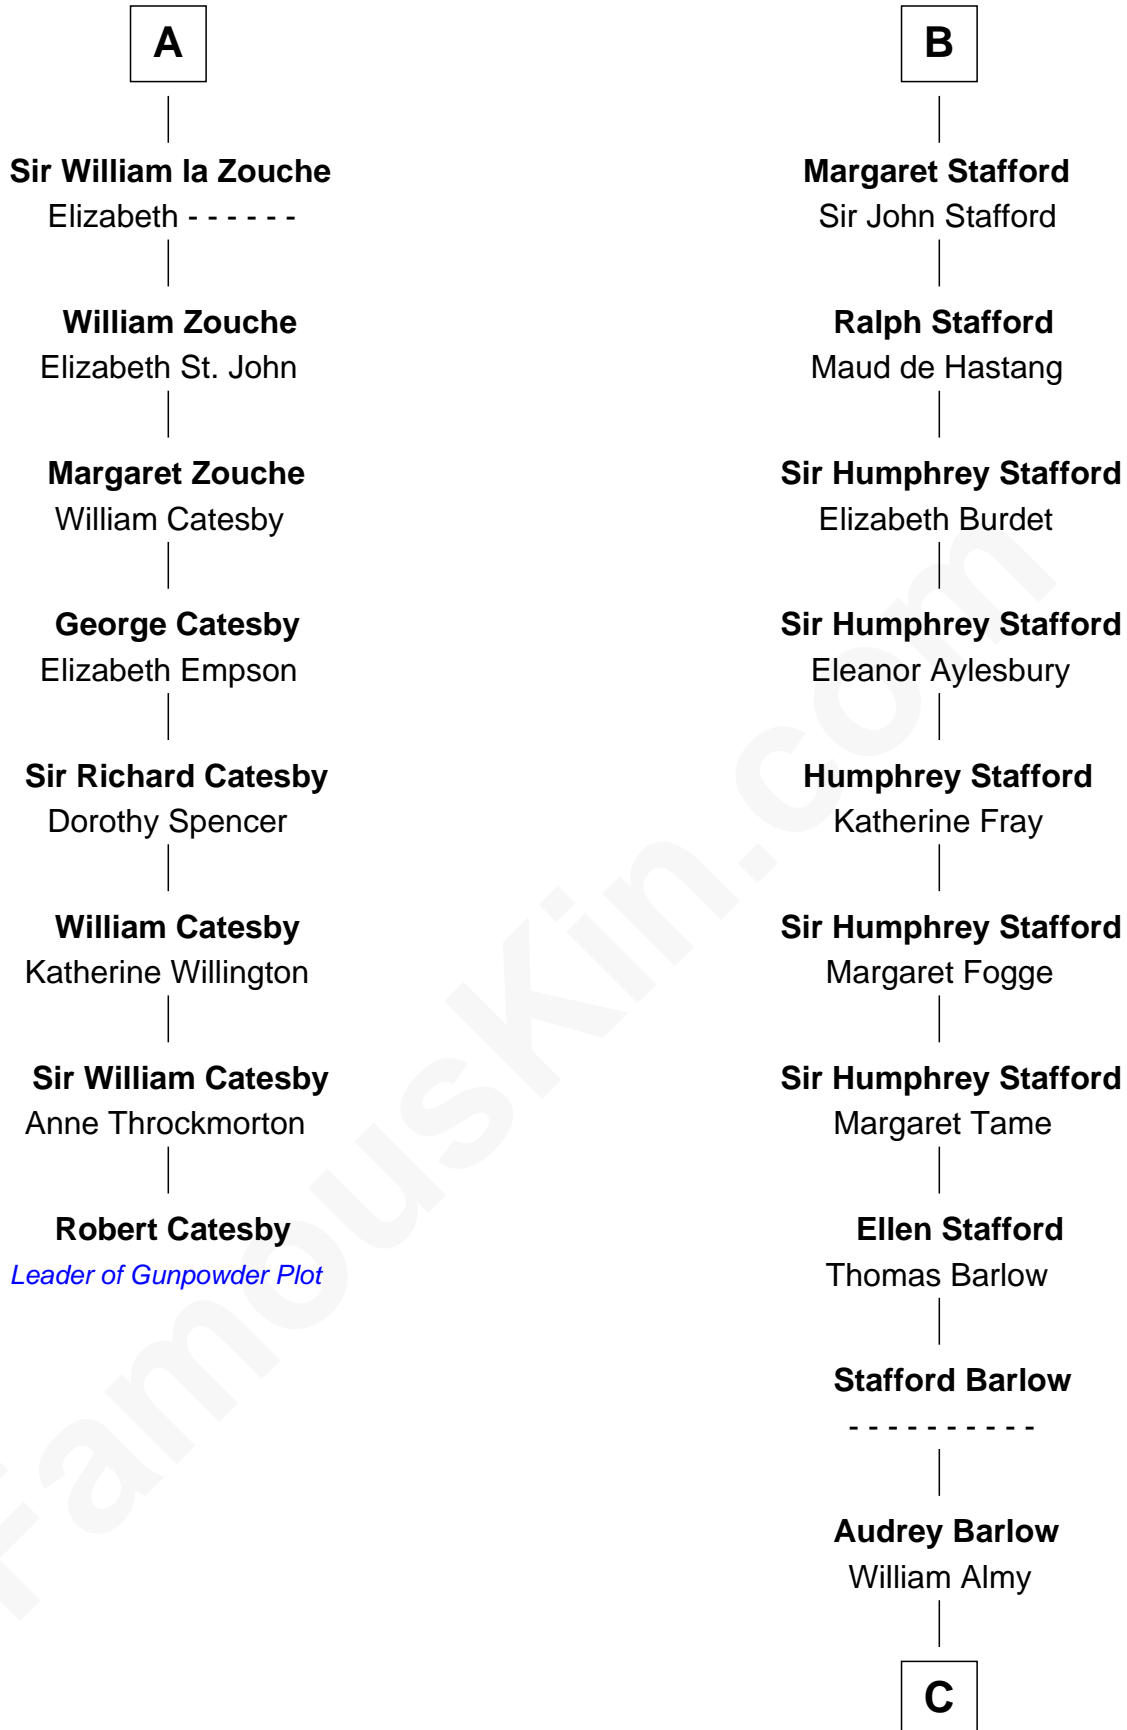 A
Sir William la Zouche
Elizabeth - - - - - -
William Zouche
Elizabeth St. John
Margaret Zouche
William Catesby
George Catesby
Elizabeth Empson
Sir Richard Catesby
Dorothy Spencer
William Catesby
Katherine Willington
Sir William Catesby
Anne Throckmorton
Robert Catesby
Leader of Gunpowder Plot
B
Margaret Stafford
Sir John Stafford
Ralph Stafford
Maud de Hastang
Sir Humphrey Stafford
Elizabeth Burdet
Sir Humphrey Stafford
Eleanor Aylesbury
Humphrey Stafford
Katherine Fray
Sir Humphrey Stafford
Margaret Fogge
Sir Humphrey Stafford
Margaret Tame
Ellen Stafford
Thomas Barlow
Stafford Barlow
- - - - - - - - - -
Audrey Barlow
William Almy
C
FamousKin.com